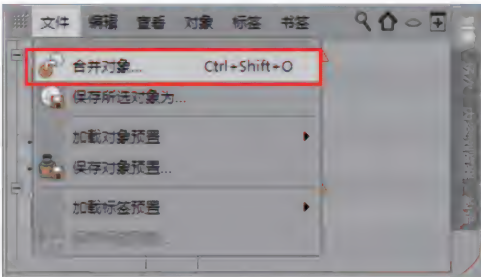 文件 编辑 查看 对象 标签 书签
合并对象... Ctrl+Shift+O
保存所选对象为...
加载对象预置
保存对象预置...
加载标签预置